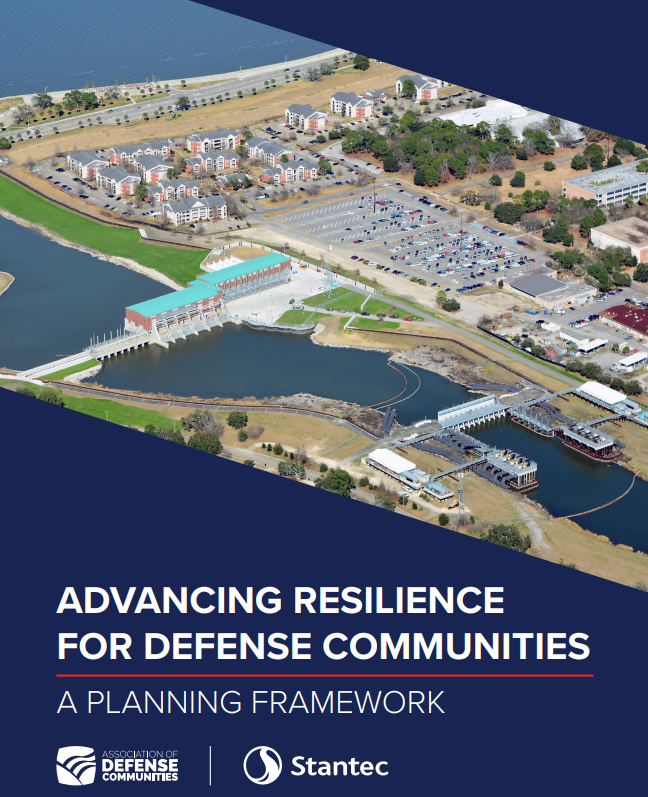 ADVANCING RESILIENCE
FOR DEFENSE COMMUNITIES
A PLANNING FRAMEWORK
ASSOCIATION OF
DEFENSE
COMMUNITIES
Stantec